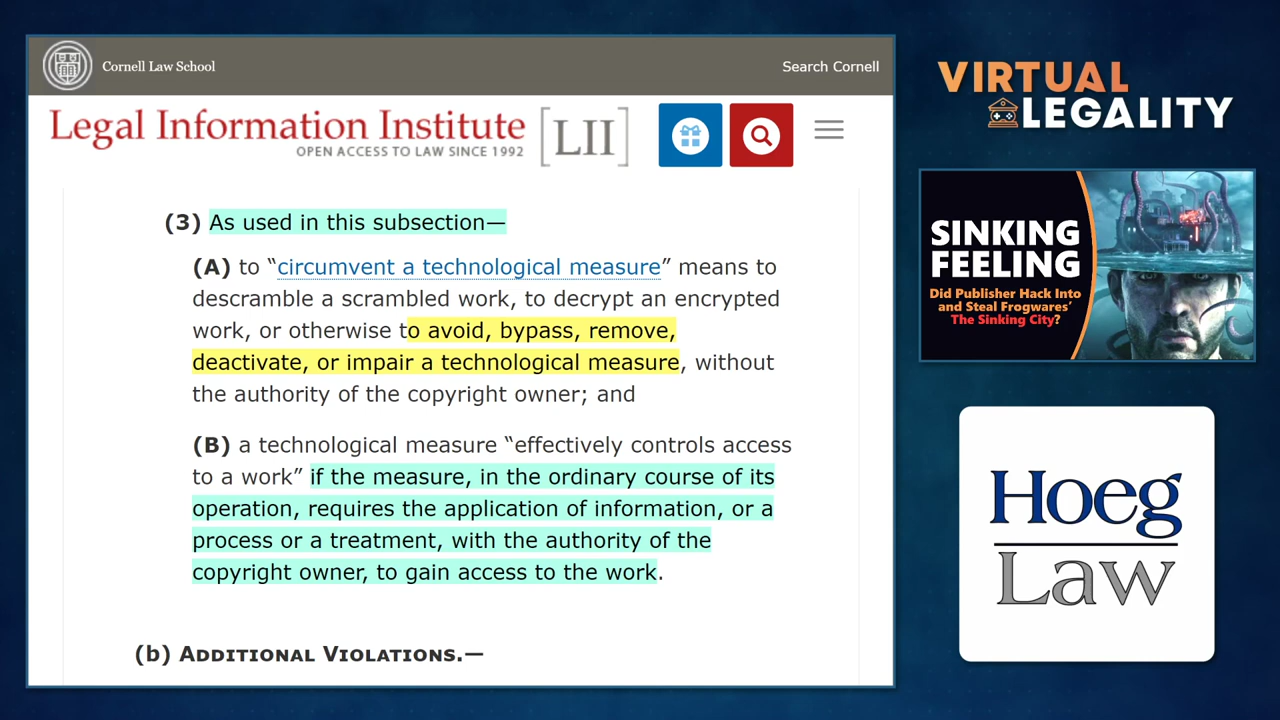 Cornell Law School
Search Cornell
Legal Information Institute
[LII]
OPEN ACCESS TO LAW SINCE 1992
(3) As used in this subsection—
(A) to “circumvent a technological measure” means to
descramble a scrambled work, to decrypt an encrypted
work, or otherwise to avoid, bypass, remove,
deactivate, or impair a technological measure, without
the authority of the copyright owner; and
(B) a technological measure “effectively controls access
to a work” if the measure, in the ordinary course of its
operation, requires the application of information, or a
process or a treatment, with the authority of the
copyright owner, to gain access to the work.
(b) ADDITIONAL VIOLATIONS.—
VIRTUAL
LEGALITY
SINKING
FEELING
Did Publisher Hack Into
and Steal Frogwares’
The Sinking City?
Hoeg
Law